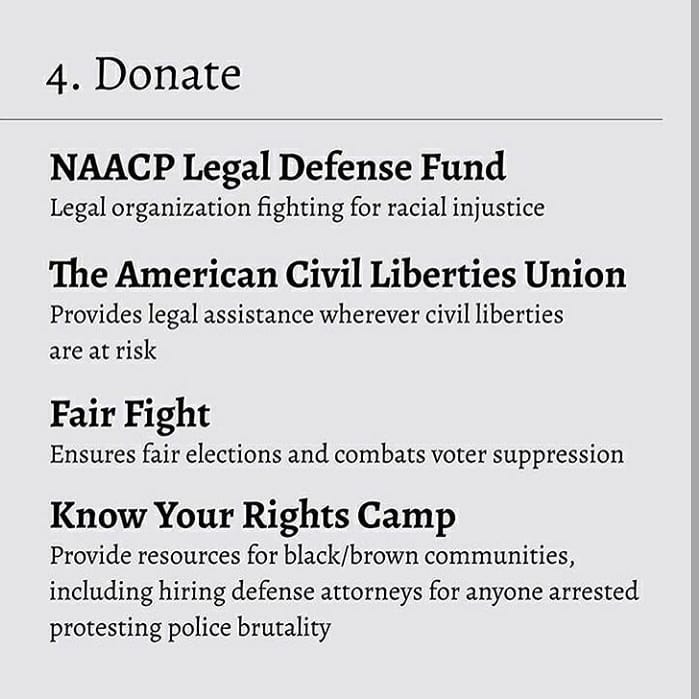 4. Donate
NAACP Legal Defense Fund
Legal organization fighting for racial injustice
The American Civil Liberties Union
Provides legal assistance wherever civil liberties
are at risk
Fair Fight
Ensures fair elections and combats voter suppression
Know Your Rights Camp
Provide resources for black/brown communities,
including hiring defense attorneys for anyone arrested
protesting police brutality